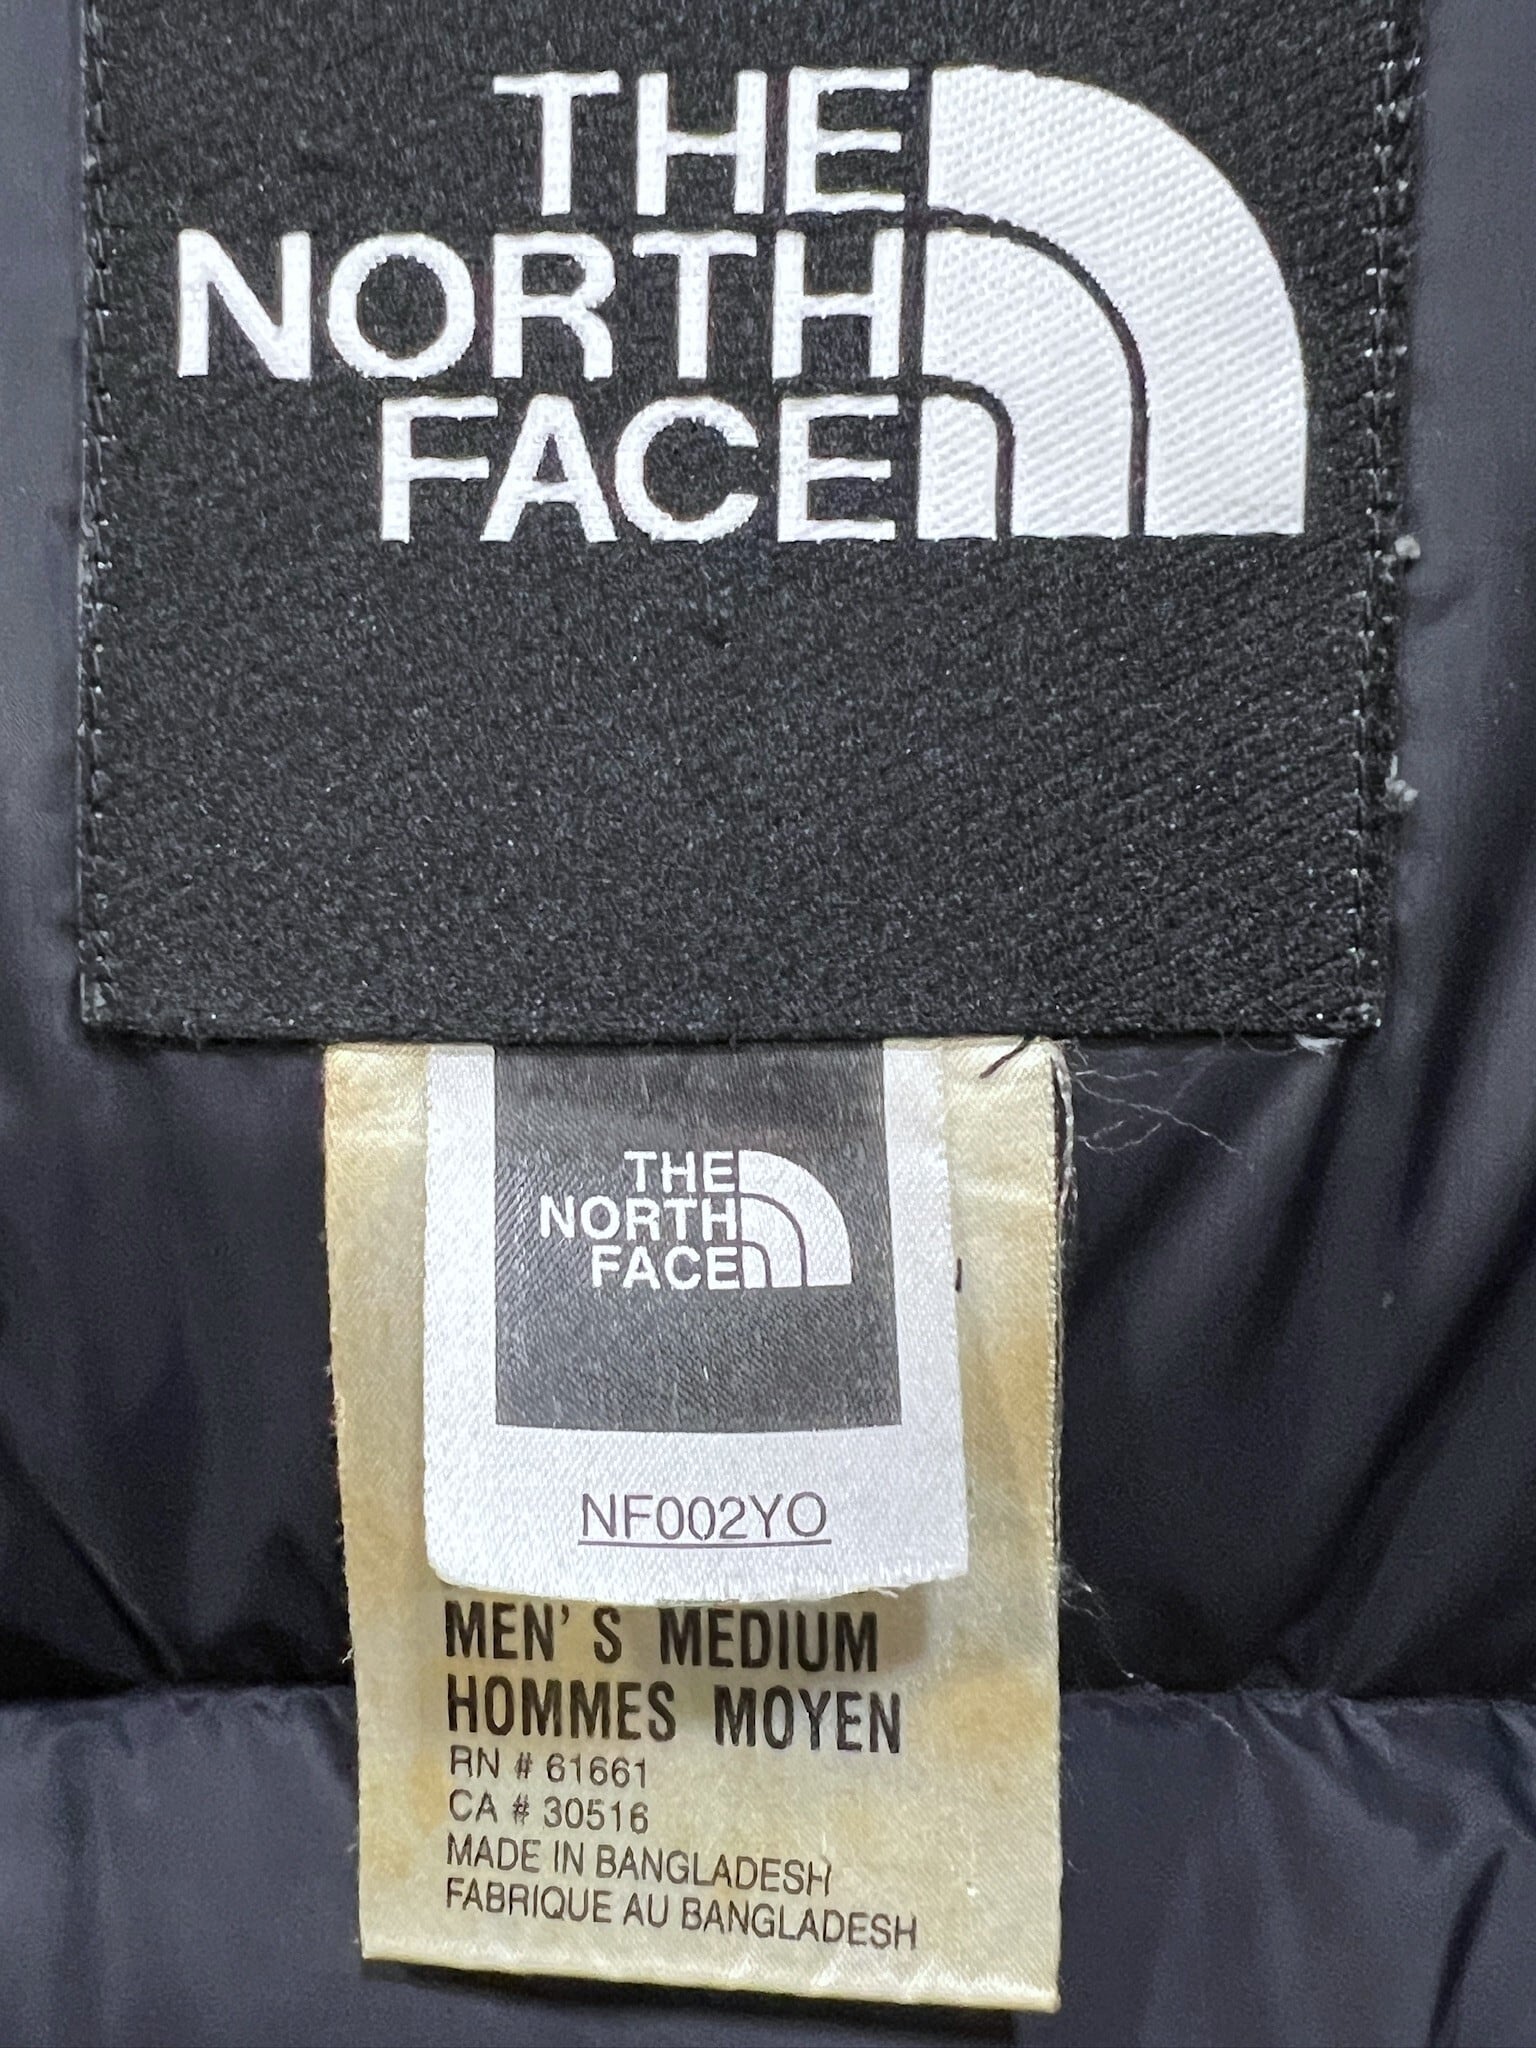 THE
NORTH
FACE
THE
NORTH
FACE
NF002YO
MEN'S MEDIUM
HOMMES MOYEN
RN # 61661
CA # 30516
MADE IN BANGLADESH
FABRIQUE AU BANGLADESH